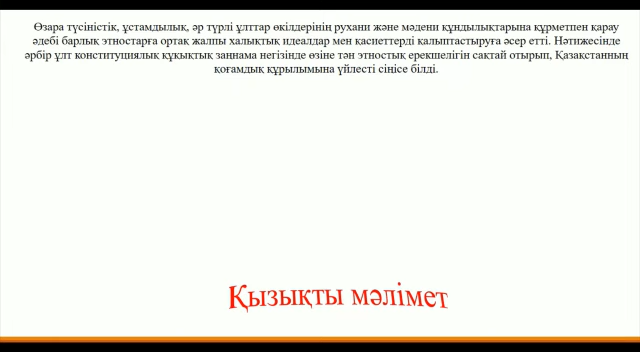 Өзара түсіністік, ұстамдылық, әр түрлі ұлттар өкілдерінің рухани және мәдени құндылықтарына құрметпен қарау
әдебі барлық этностарға ортақ жалпы халықтық идеалдар мен қасиеттерді қалыптастыруға әсер етті. Нәтижесінде
әрбір ұлт конституциялық құқықтық заңнама негізінде өзіне тән этностық ерекшелігін сақтай отырып, Қазақстанның
қоғамдық құрылымына үйлесті сіңісе білді.
Қызықты мәлімет